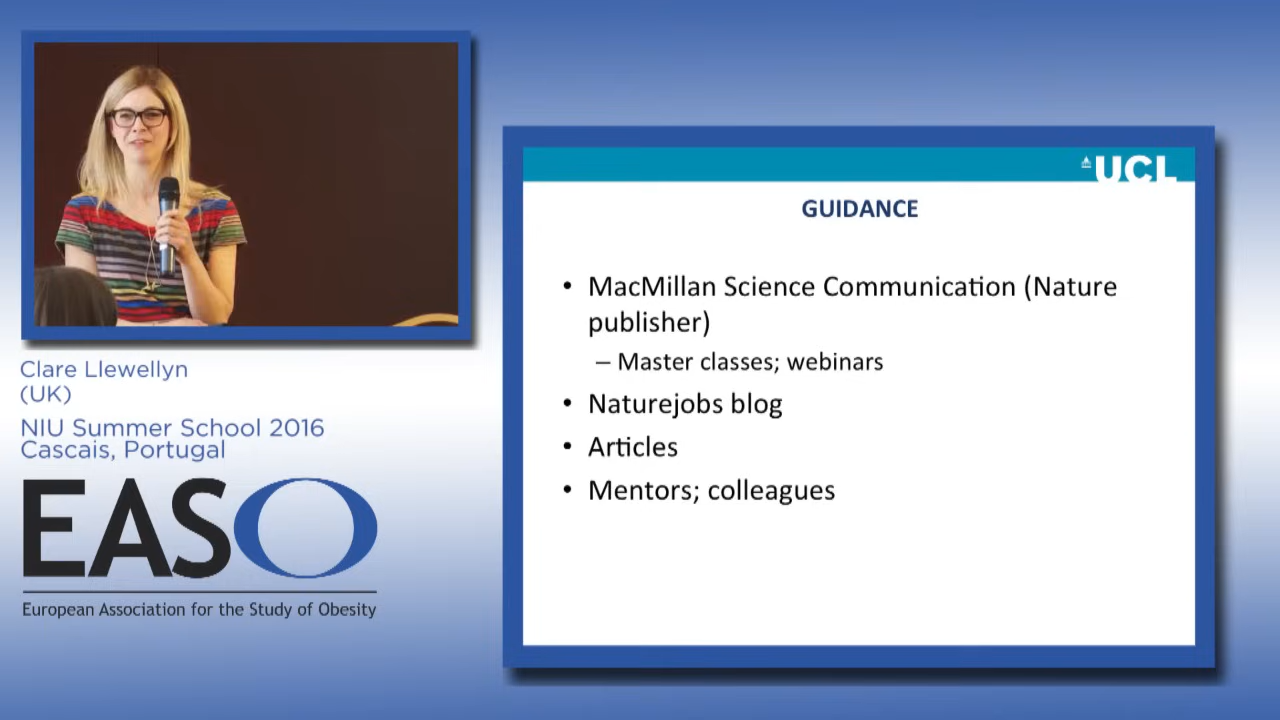 Clare Llewellyn
(UK)
NIU Summer School 2016
Cascais, Portugal
EASO
European Association for the Study of Obesity
UCL
GUIDANCE
• MacMillan Science Communication (Nature
publisher)
– Master classes; webinars
• Naturejobs blog
• Articles
• Mentors; colleagues